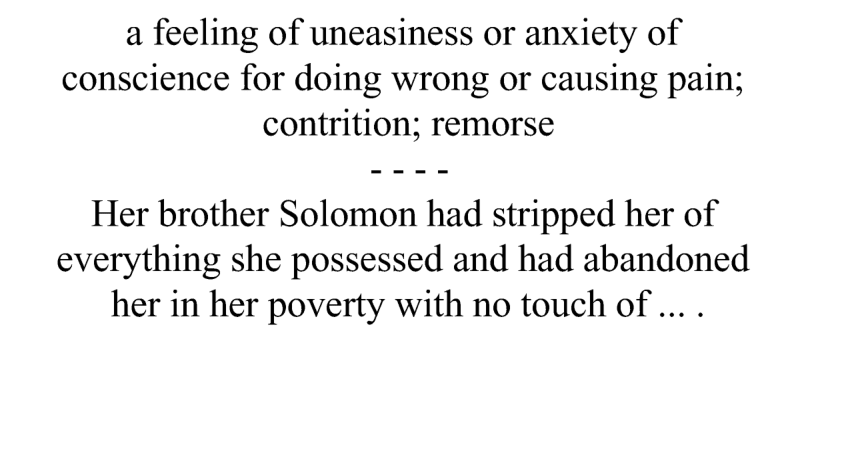 a feeling of uneasiness or anxiety of
conscience for doing wrong or causing pain;
contrition; remorse
- - - -
Her brother Solomon had stripped her of
everything she possessed and had abandoned
her in her poverty with no touch of ... .